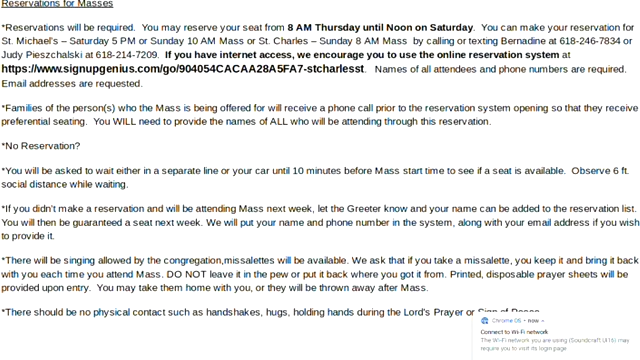 Reservations for Masses
*Reservations will be required.  You may reserve your seat from 8 AM Thursday until Noon on Saturday.  You can make your reservation for
St. Michael's – Saturday 5 PM or Sunday 10 AM Mass or St. Charles – Sunday 8 AM Mass  by calling or texting Bernadine at 618-246-7834 or
Judy Pieszchalski at 618-214-7209.  If you have internet access, we encourage you to use the online reservation system at
https://www.signupgenius.com/go/904054CACAA28A5FA7-stcharlesst.  Names of all attendees and phone numbers are required.
Email addresses are requested.
*Families of the person(s) who the Mass is being offered for will receive a phone call prior to the reservation system opening so that they receive
preferential seating.  You WILL need to provide the names of ALL who will be attending through this reservation.
*No Reservation?
*You will be asked to wait either in a separate line or your car until 10 minutes before Mass start time to see if a seat is available.  Observe 6 ft.
social distance while waiting.
*If you didn't make a reservation and will be attending Mass next week, let the Greeter know and your name can be added to the reservation list.
You will then be guaranteed a seat next week. We will put your name and phone number in the system, along with your email address if you wish
to provide it.
*There will be singing allowed by the congregation,missalettes will be available. We ask that if you take a missalette, you keep it and bring it back
with you each time you attend Mass. DO NOT leave it in the pew or put it back where you got it from. Printed, disposable prayer sheets will be
provided upon entry.  You may take them home with you, or they will be thrown away after Mass.
*There should be no physical contact such as handshakes, hugs, holding hands during the Lord's Prayer or Sign of Peace
Chrome OS • now
Connect to Wi-Fi network
The Wi-Fi network you are using (Soundcraft Ui16) may
require you to visit its login page.